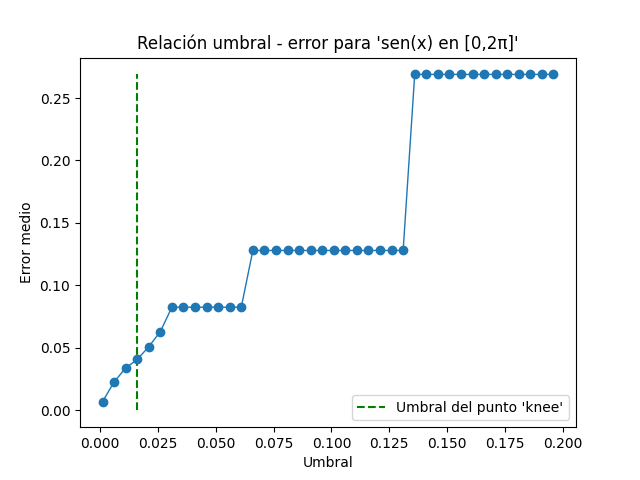 Relación umbral - error para 'sen(x) en [0,2π]'
Error medio
0.25
0.20
0.15
0.10
0.05
0.00
0.000 0.025 0.050 0.075 0.100 0.125 0.150 0.175 0.200
Umbral
Umbral del punto 'knee'